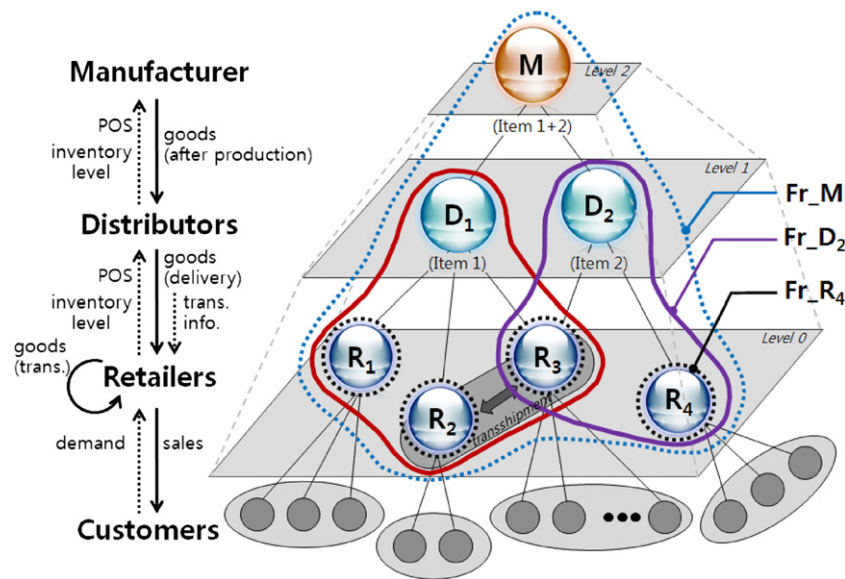 Manufacturer
POS
inventory
level
goods
(after production)
Distributors
POS
inventory
level
goods
(delivery)
trans.
info.
goods
(trans.)
Retailers
demand
sales
Customers
M
Level 2
(Item 1+2)
Level 1
D1
D2
(Item 1)
(Item 2)
Level 0
R1
R2
R3
R4
transshipment
Fr_M
Fr_D2
Fr_R4